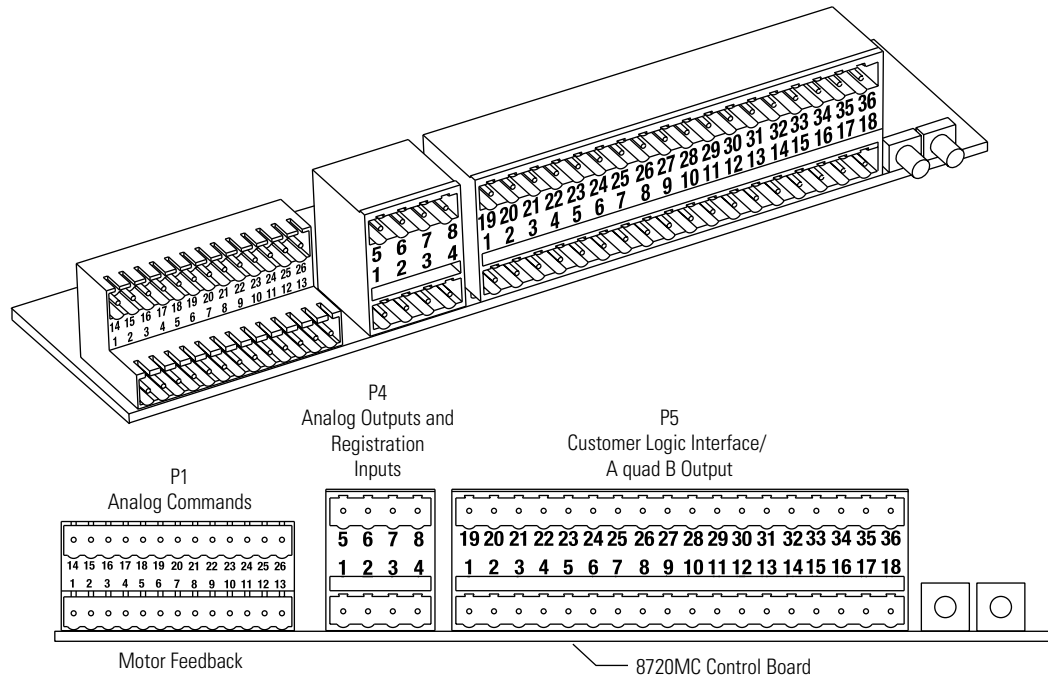 19 20 21 22 23 24 25 26 27 28 29 30 31 32 33 34 35 36
1 2 3 4 5 6 7 8 9 10 11 12 13 14 15 16 17 18
5 6 7 8
1 2 3 4
14 15 16 17 18 19 20 21 22 23 24 25 26
1 2 3 4 5 6 7 8 9 10 11 12 13
P4
Analog Outputs and
Registration
Inputs
P5
Customer Logic Interface/
A quad B Output
P1
Analog Commands
5 6 7 8
1 2 3 4
19 20 21 22 23 24 25 26 27 28 29 30 31 32 33 34 35 36
1 2 3 4 5 6 7 8 9 10 11 12 13 14 15 16 17 18
14 15 16 17 18 19 20 21 22 23 24 25 26
1 2 3 4 5 6 7 8 9 10 11 12 13
Motor Feedback
8720MC Control Board